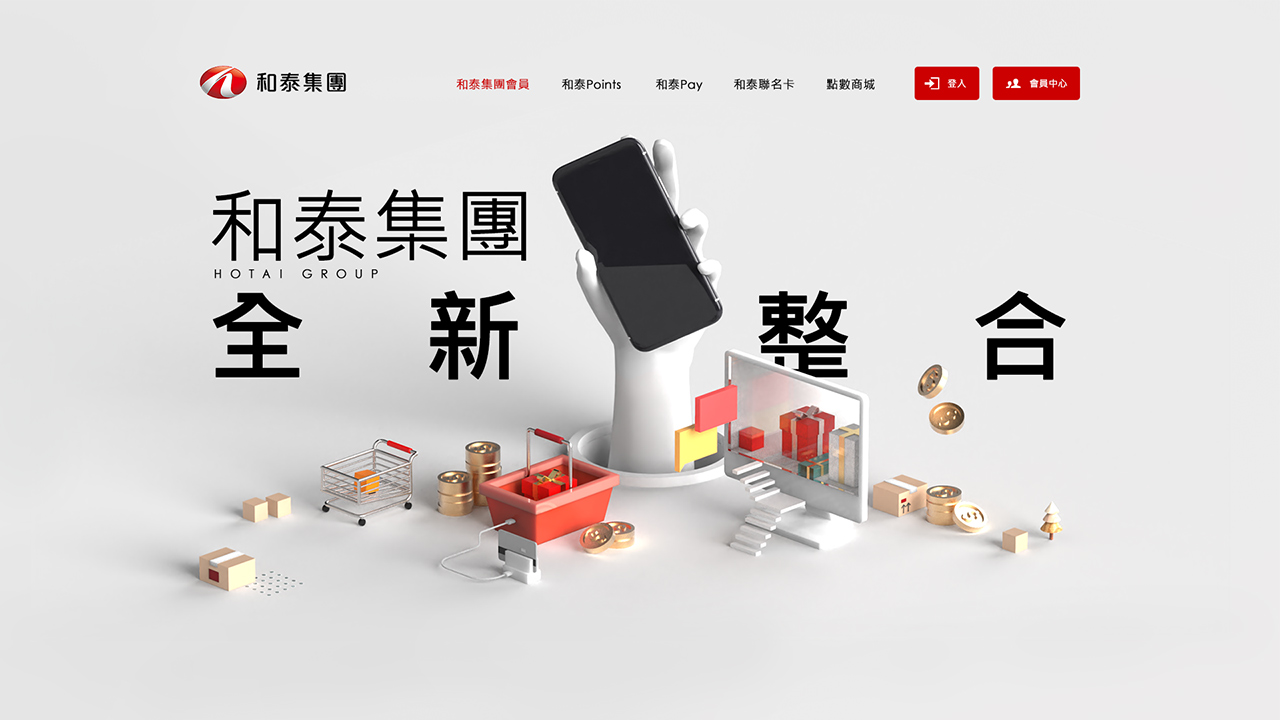 和泰集團
和泰集團會員
和泰Points
和泰Pay
和泰聯名卡
點數商城
登入
會員中心
和泰集團
HOTAI GROUP
全新整合